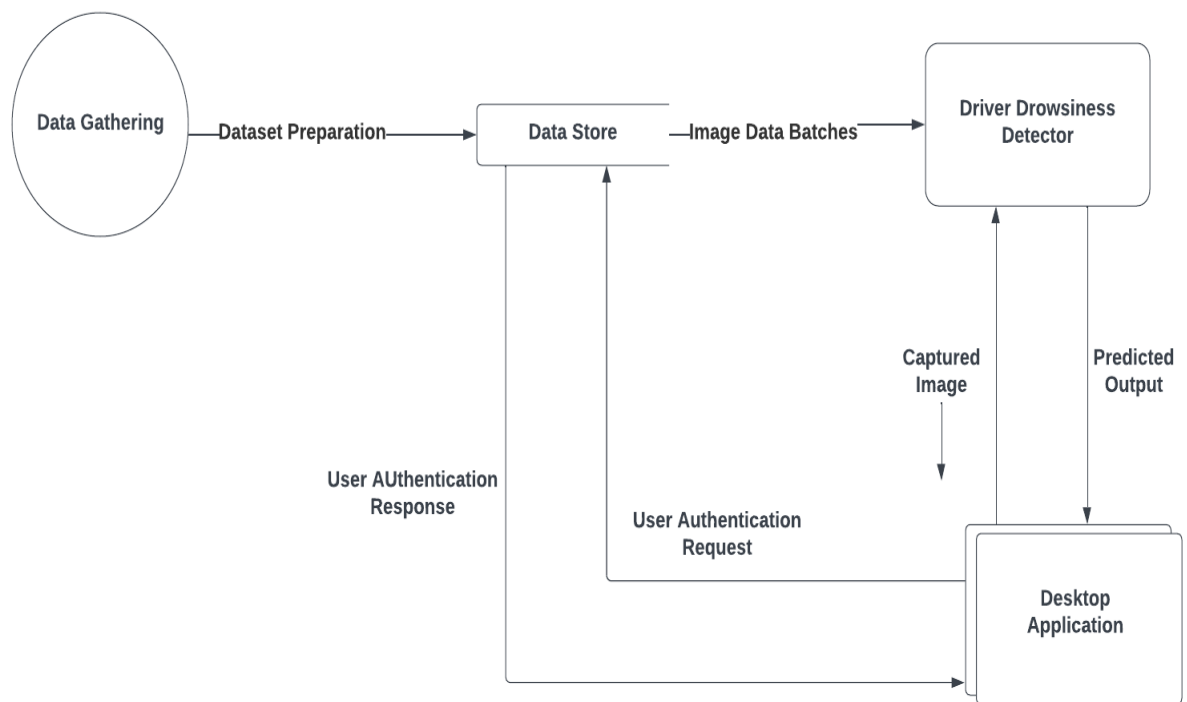 Data Gathering
Dataset Preparation
Data Store
Image Data Batches
Driver Drowsiness
Detector
Captured
Image
Predicted
Output
User AUthentication
Response
User Authentication
Request
Desktop
Application